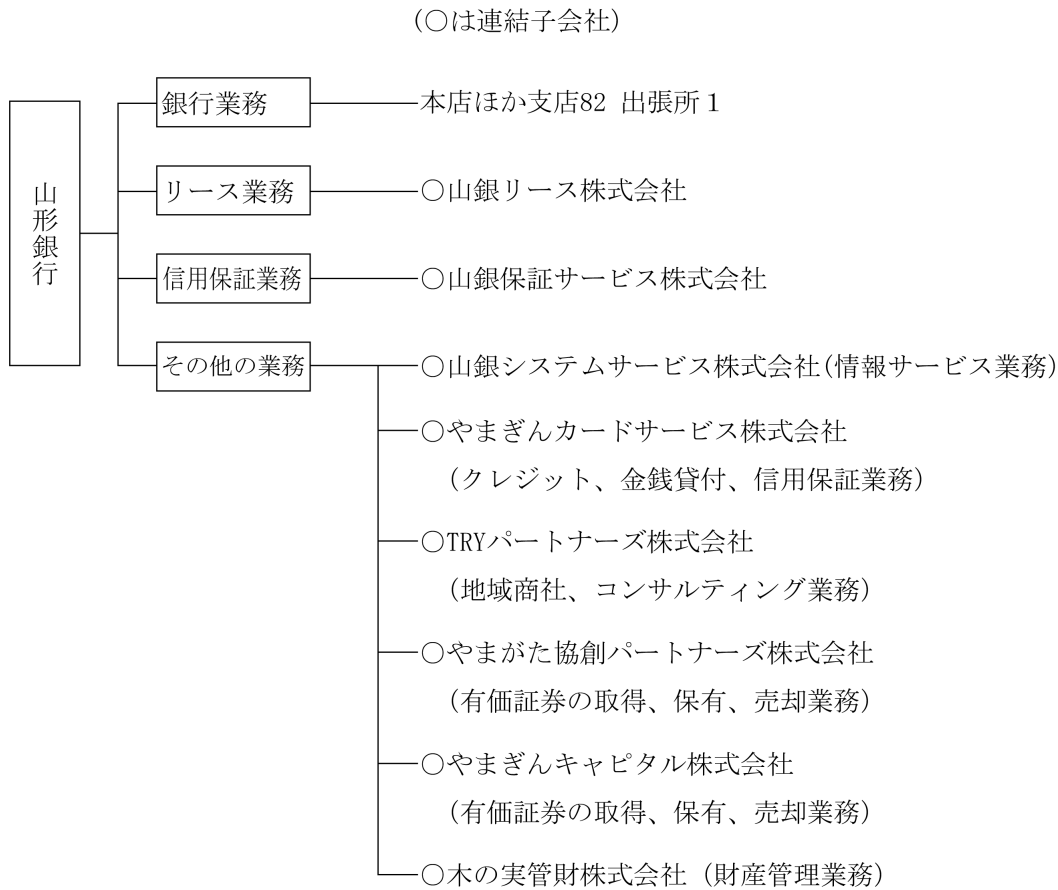 (○は連結子会社)
山形銀行
銀行業務
本店ほか支店82 出張所1
リース業務
○山銀リース株式会社
信用保証業務
○山銀保証サービス株式会社
その他の業務
○山銀システムサービス株式会社(情報サービス業務)
○やまぎんカードサービス株式会社
(クレジット、金銭貸付、信用保証業務)
○TRYパートナーズ株式会社
(地域商社、コンサルティング業務)
○やまがた協創パートナーズ株式会社
(有価証券の取得、保有、売却業務)
○やまぎんキャピタル株式会社
(有価証券の取得、保有、売却業務)
○木の実管財株式会社(財産管理業務)